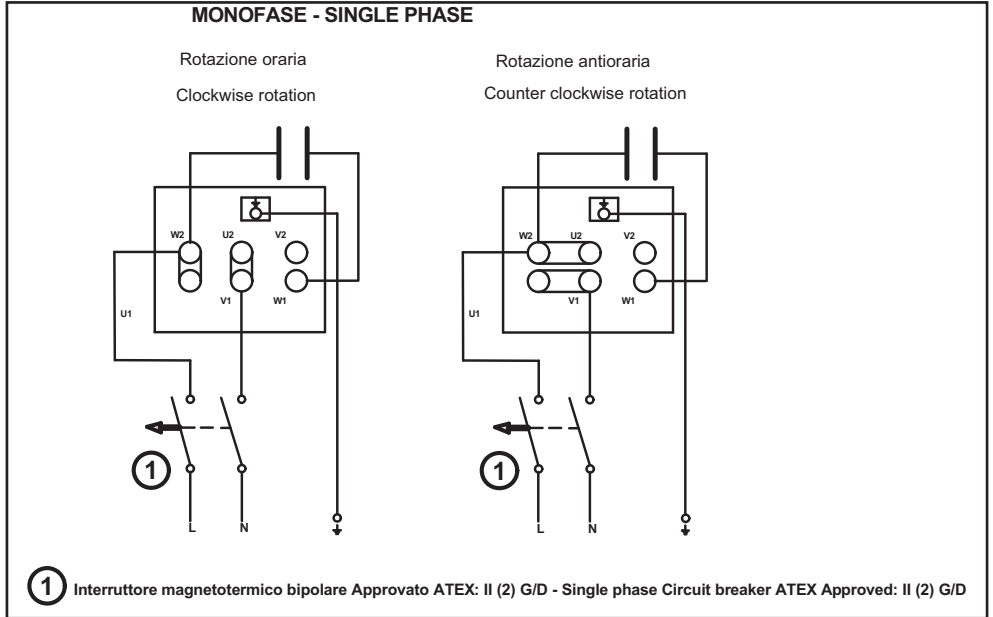 MONOFASE - SINGLE PHASE
Rotazione oraria
Clockwise rotation
Rotazione antioraria
Counter clockwise rotation
W2 U2 V2
V1 W1
U1
1
L N
W2 U2 V2
V1 W1
U1
1
L N
1 Interruttore magnetotermico bipolare Approvato ATEX: II (2) G/D - Single phase Circuit breaker ATEX Approved: II (2) G/D